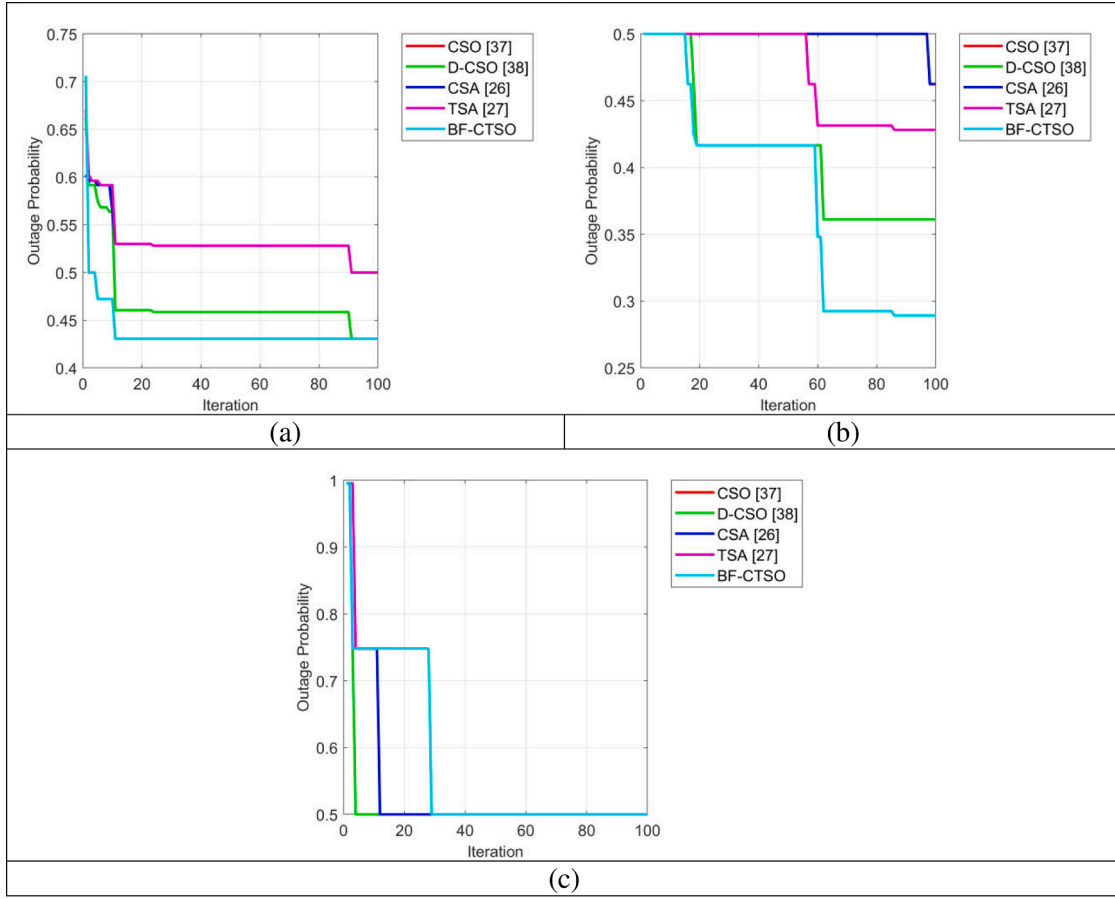 0.75
0.7
0.65
0.6
0.55
0.5
0.45
0.4
Outage Probability
0 20 40 60 80 100
Iteration
CSO [37]
D-CSO [38]
CSA [26]
TSA [27]
BF-CTSO
0.5
0.45
0.4
0.35
0.3
0.25
Outage Probability
0 20 40 60 80 100
Iteration
CSO [37]
D-CSO [38]
CSA [26]
TSA [27]
BF-CTSO
(a) (b)
1
0.9
0.8
0.7
0.6
0.5
Outage Probability
0 20 40 60 80 100
Iteration
CSO [37]
D-CSO [38]
CSA [26]
TSA [27]
BF-CTSO
(c)